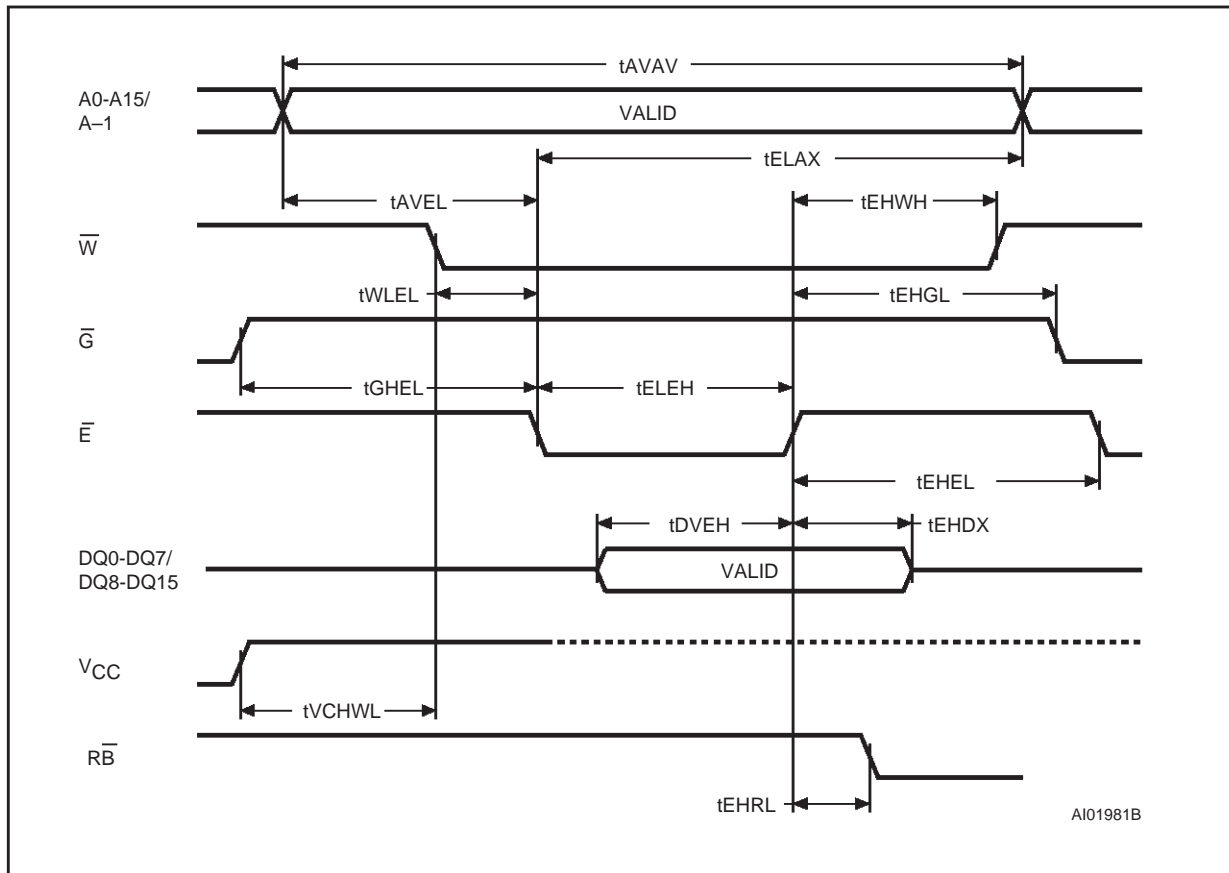 tAVAV
A0-A15/
A–1
VALID
tELAX
tAVEL
tEHWH
W̅
tWLEL
tEHGL
G̅
tGHEL
tELEH
E̅
tEHEL
tDVEH
tEHDX
DQ0-DQ7/
DQ8-DQ15
VALID
VCC
tVCHWL
RB̅
tEHRL
AI01981B